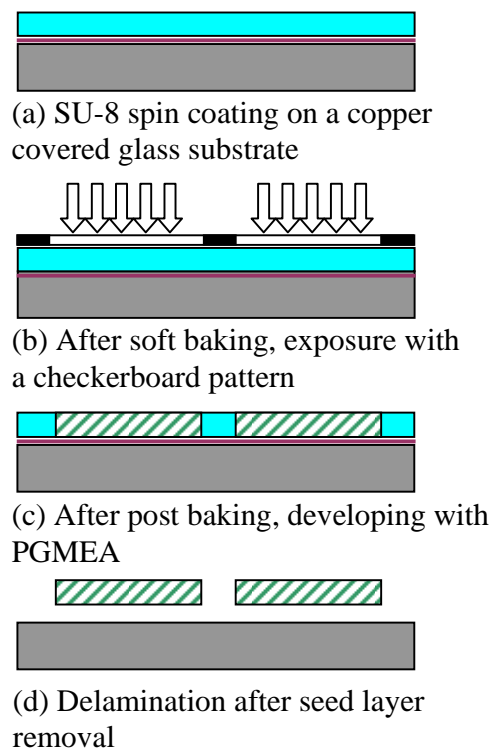 (a) SU-8 spin coating on a copper
covered glass substrate
(b) After soft baking, exposure with
a checkerboard pattern
(c) After post baking, developing with
PGMEA
(d) Delamination after seed layer
removal